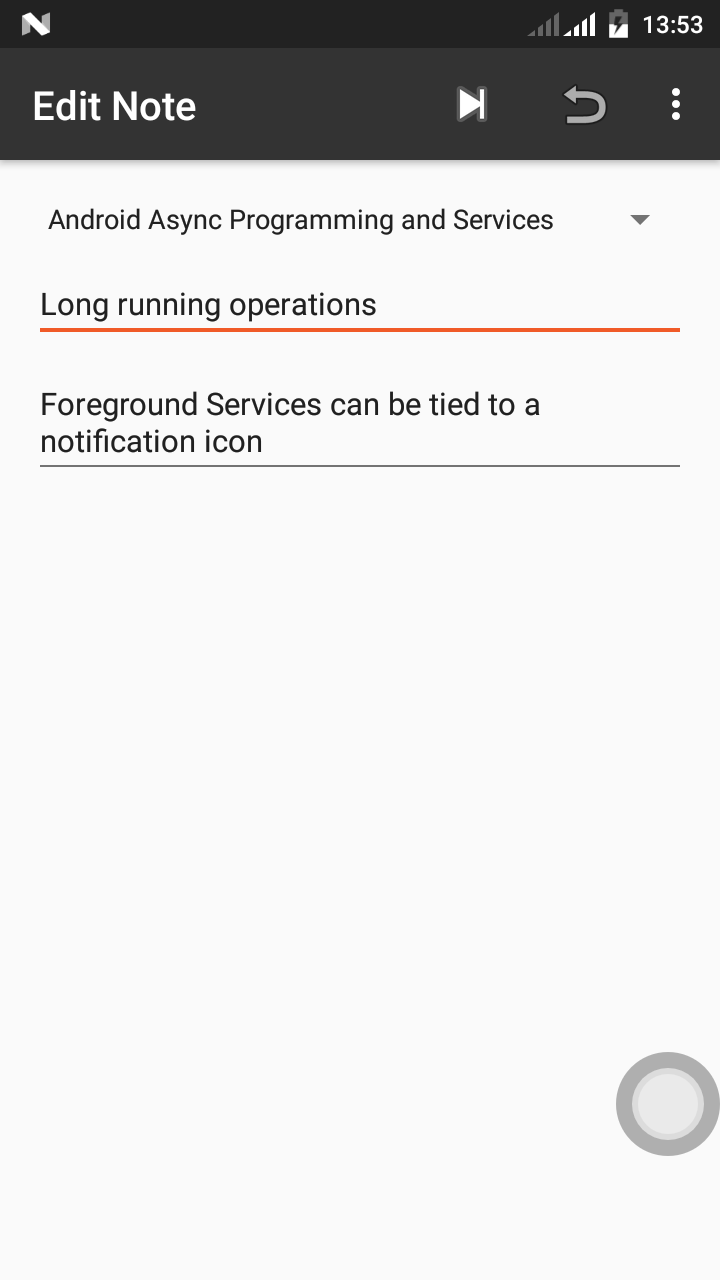 13:53
Edit Note
Android Async Programming and Services
Long running operations
Foreground Services can be tied to a
notification icon